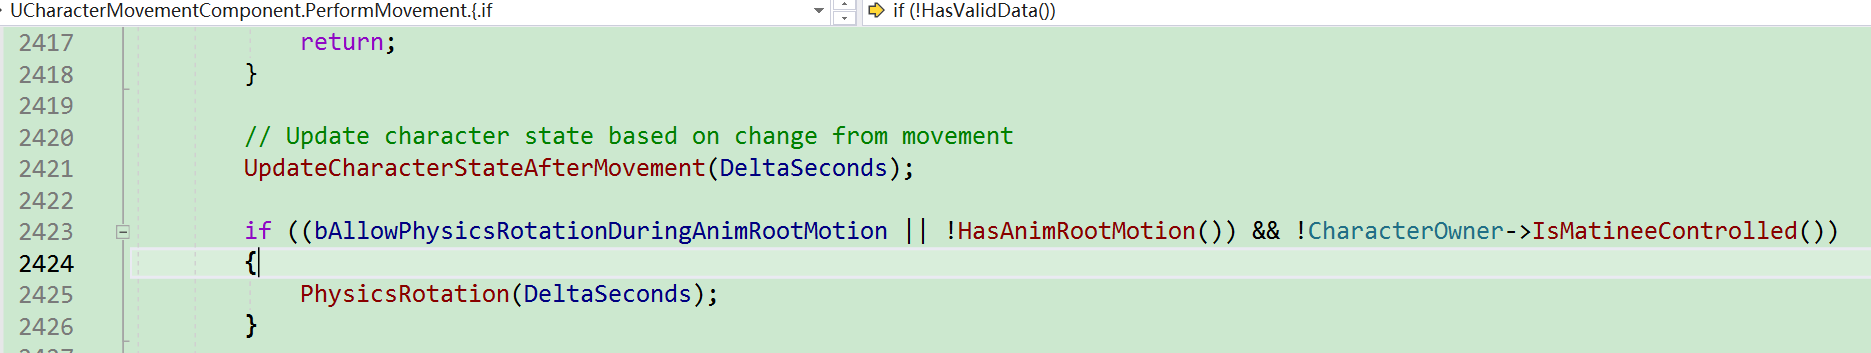 UCharacterMovementComponent.PerformMovement.{.if
if (!HasValidData())
2417 return;
2418 }
2419
2420 // Update character state based on change from movement
2421 UpdateCharacterStateAfterMovement(DeltaSeconds);
2422
2423 if ((bAllowPhysicsRotationDuringAnimRootMotion || !HasAnimRootMotion()) && !CharacterOwner->IsMatineeControlled())
2424 {
2425 PhysicsRotation(DeltaSeconds);
2426 }